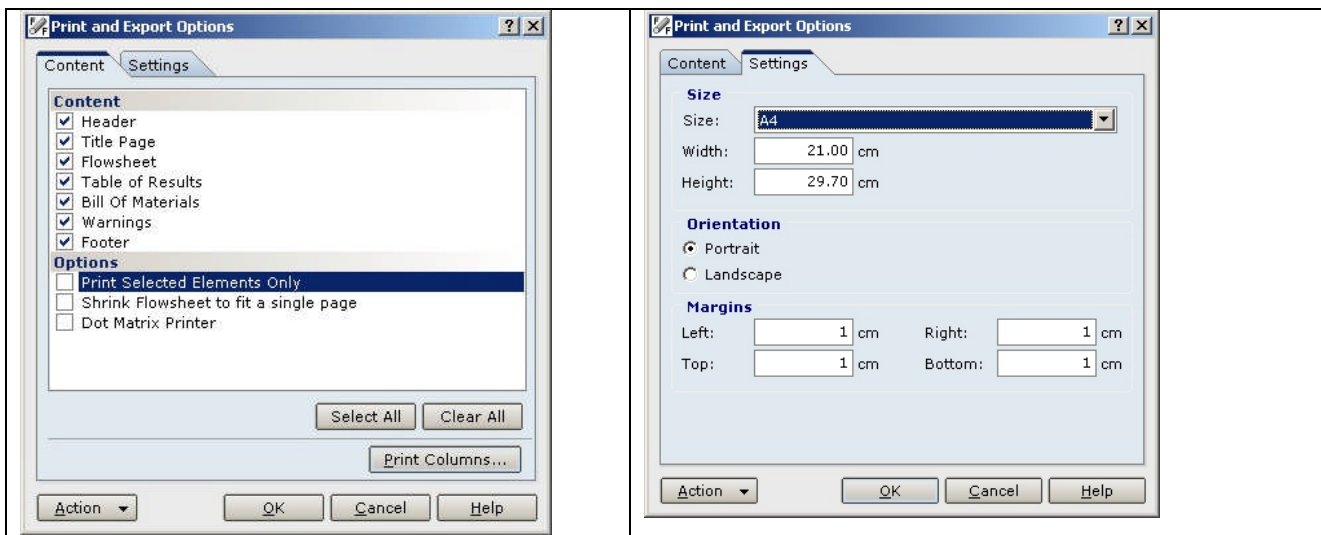 Print and Export Options
Content Settings
Content
Header
Title Page
Flowsheet
Table of Results
Bill Of Materials
Warnings
Footer
Options
Print Selected Elements Only
Shrink Flowsheet to fit a single page
Dot Matrix Printer
Select All Clear All
Print Columns...
Action OK Cancel Help
Print and Export Options
Content Settings
Size
Size: A4
Width: 21.00 cm
Height: 29.70 cm
Orientation
Portrait
Landscape
Margins
Left: 1 cm Right: 1 cm
Top: 1 cm Bottom: 1 cm
Action OK Cancel Help